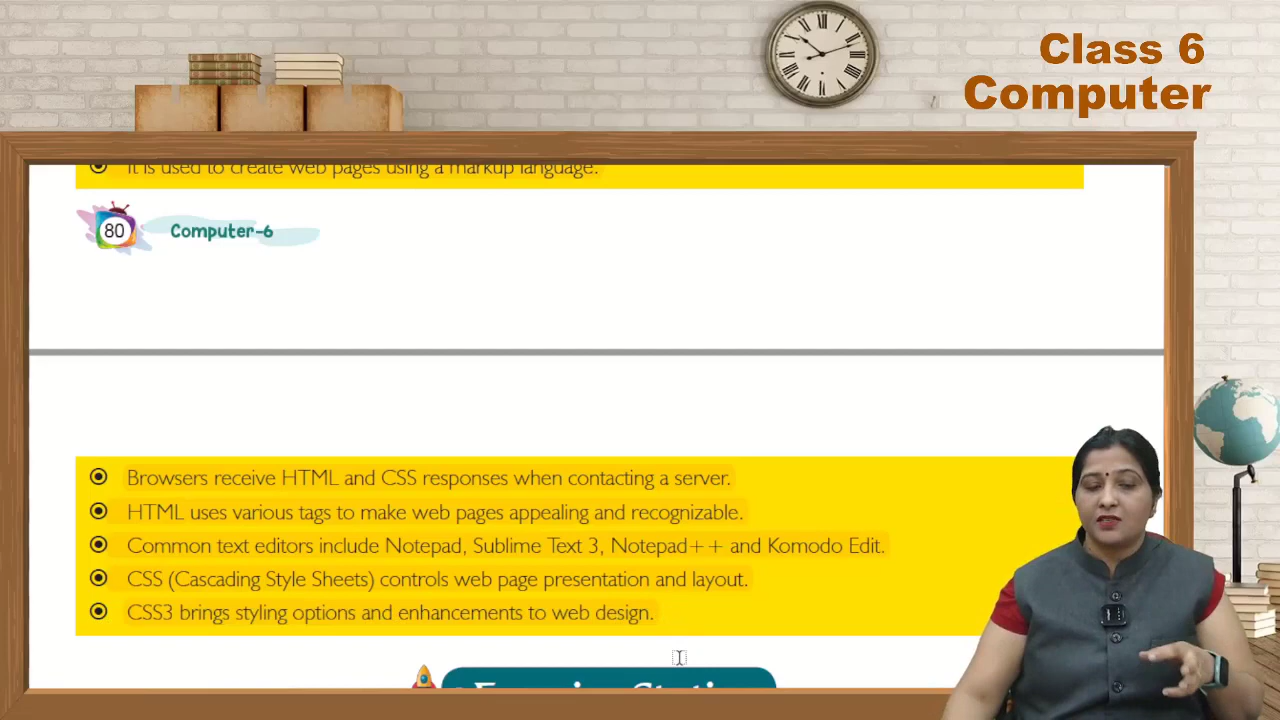 Class 6
Computer
It is used to create web pages using a markup language.
80 Computer-6
Browsers receive HTML and CSS responses when contacting a server.
HTML uses various tags to make web pages appealing and recognizable.
Common text editors include Notepad, Sublime Text 3, Notepad++ and Komodo Edit.
CSS (Cascading Style Sheets) controls web page presentation and layout.
CSS3 brings styling options and enhancements to web design.